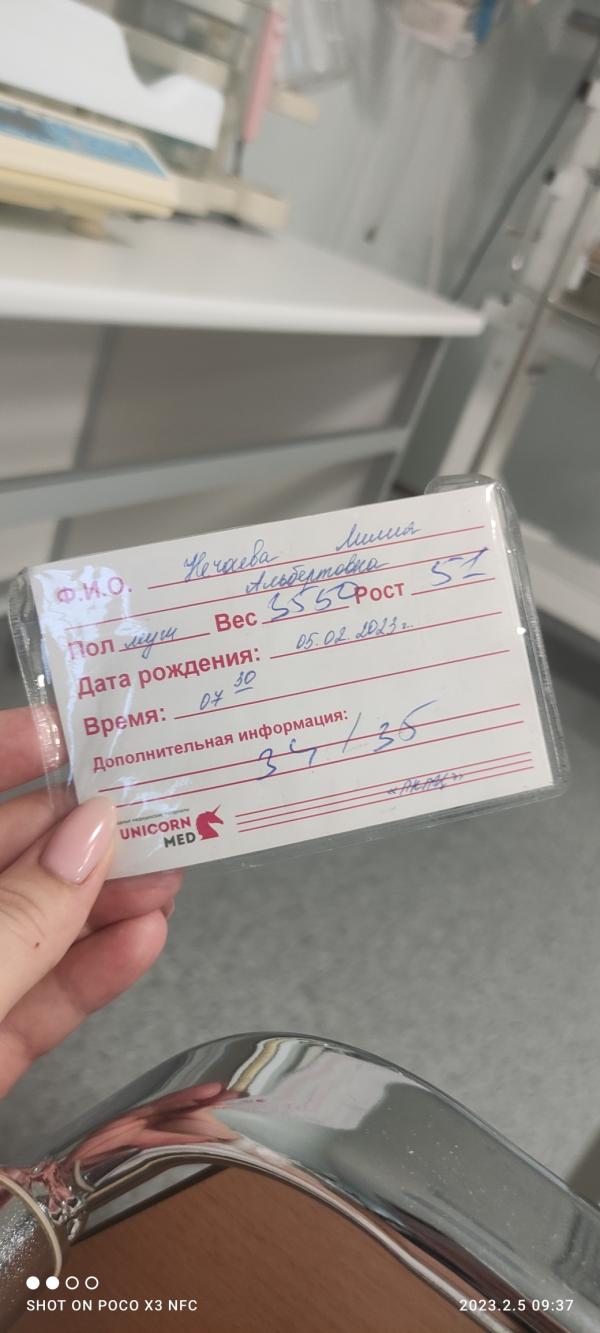 Ф.И.О. Нечаева Лилия
Альбертовна
Пол муж Вес 3550 Рост 51
Дата рождения: 05.02.2023г.
Время: 07 30
Дополнительная информация:
34 / 35
UNICORN
MED
SHOT ON POCO X3 NFC
2023.2.5 09:37